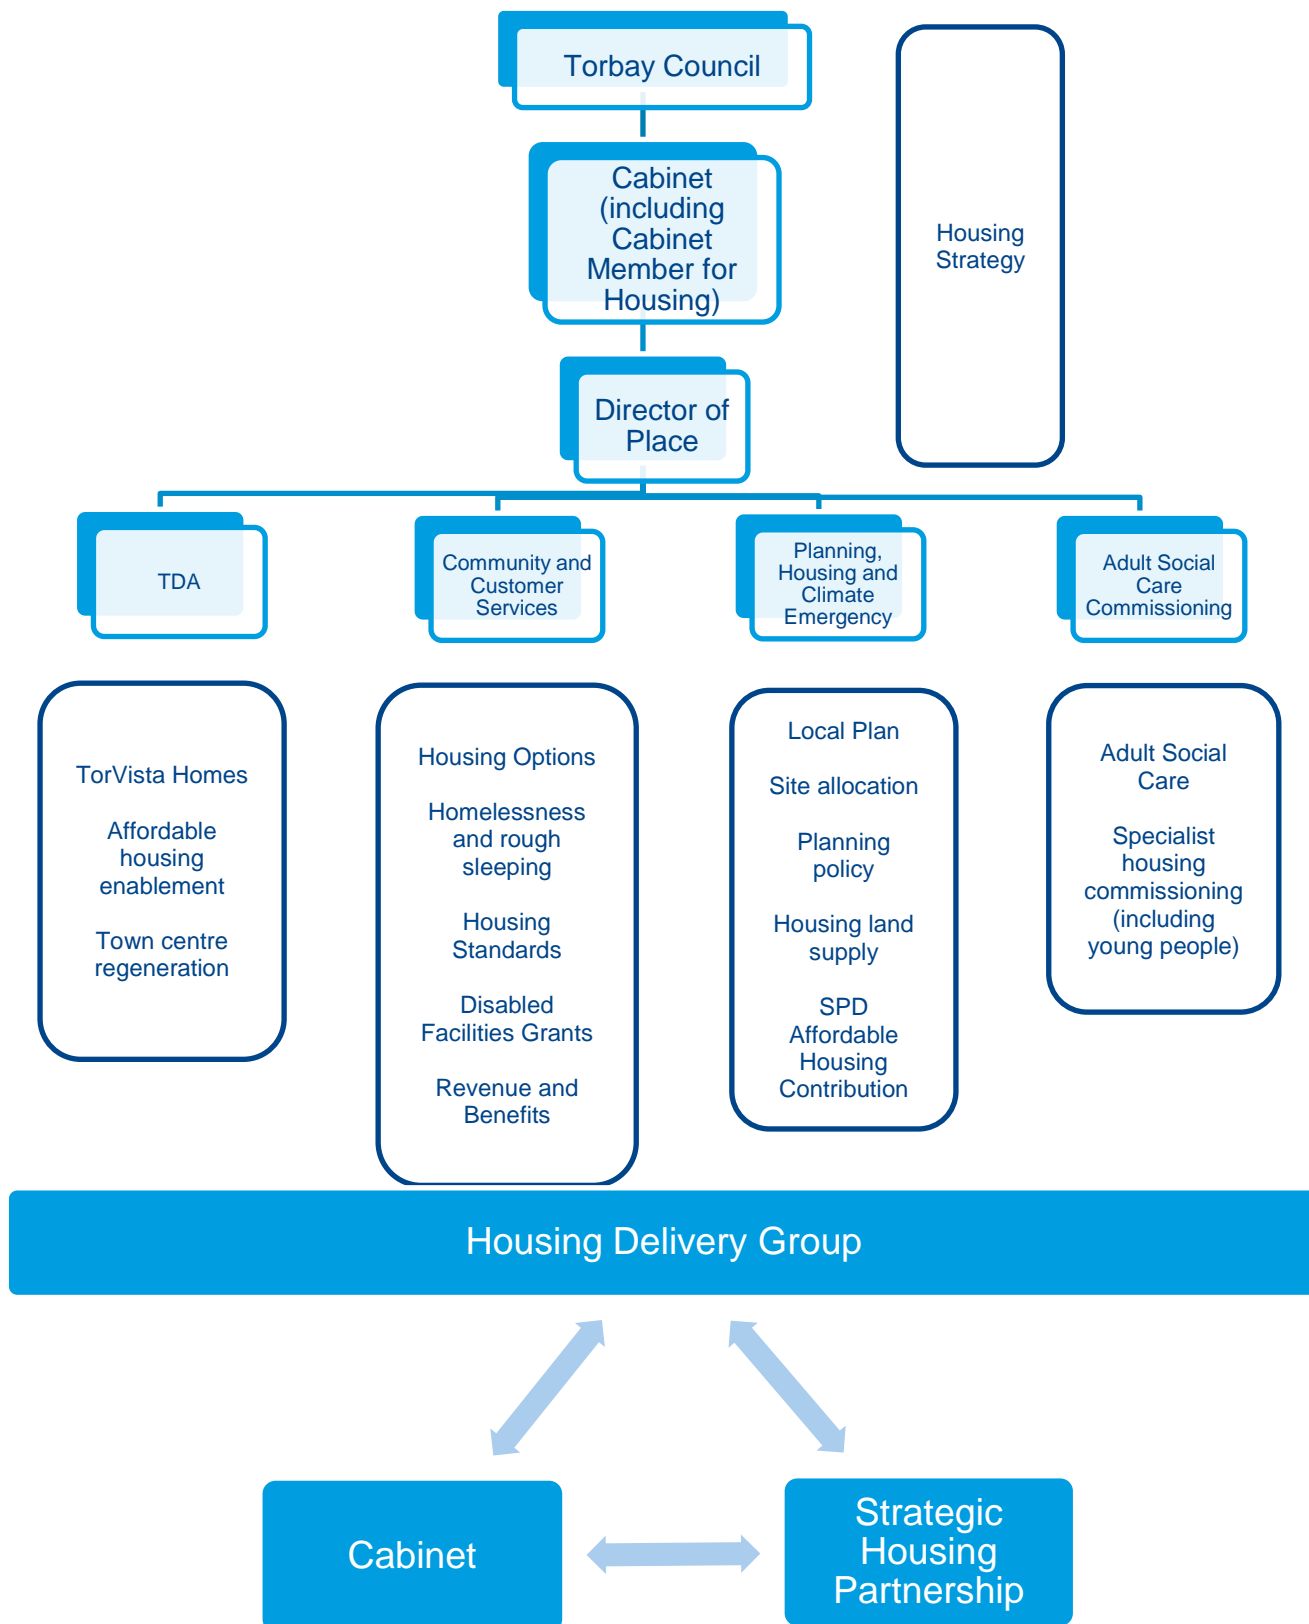 Torbay Council
Cabinet
(including
Cabinet
Member for
Housing)
Housing
Strategy
Director of
Place
TDA
Community and
Customer
Services
Planning,
Housing and
Climate
Emergency
Adult Social
Care
Commissioning
TorVista Homes
Affordable
housing
enablement
Town centre
regeneration
Housing Options
Homelessness
and rough
sleeping
Housing
Standards
Disabled
Facilities Grants
Revenue and
Benefits
Local Plan
Site allocation
Planning
policy
Housing land
supply
SPD
Affordable
Housing
Contribution
Adult Social
Care
Specialist
housing
commissioning
(including
young people)
Housing Delivery Group
Cabinet
Strategic
Housing
Partnership